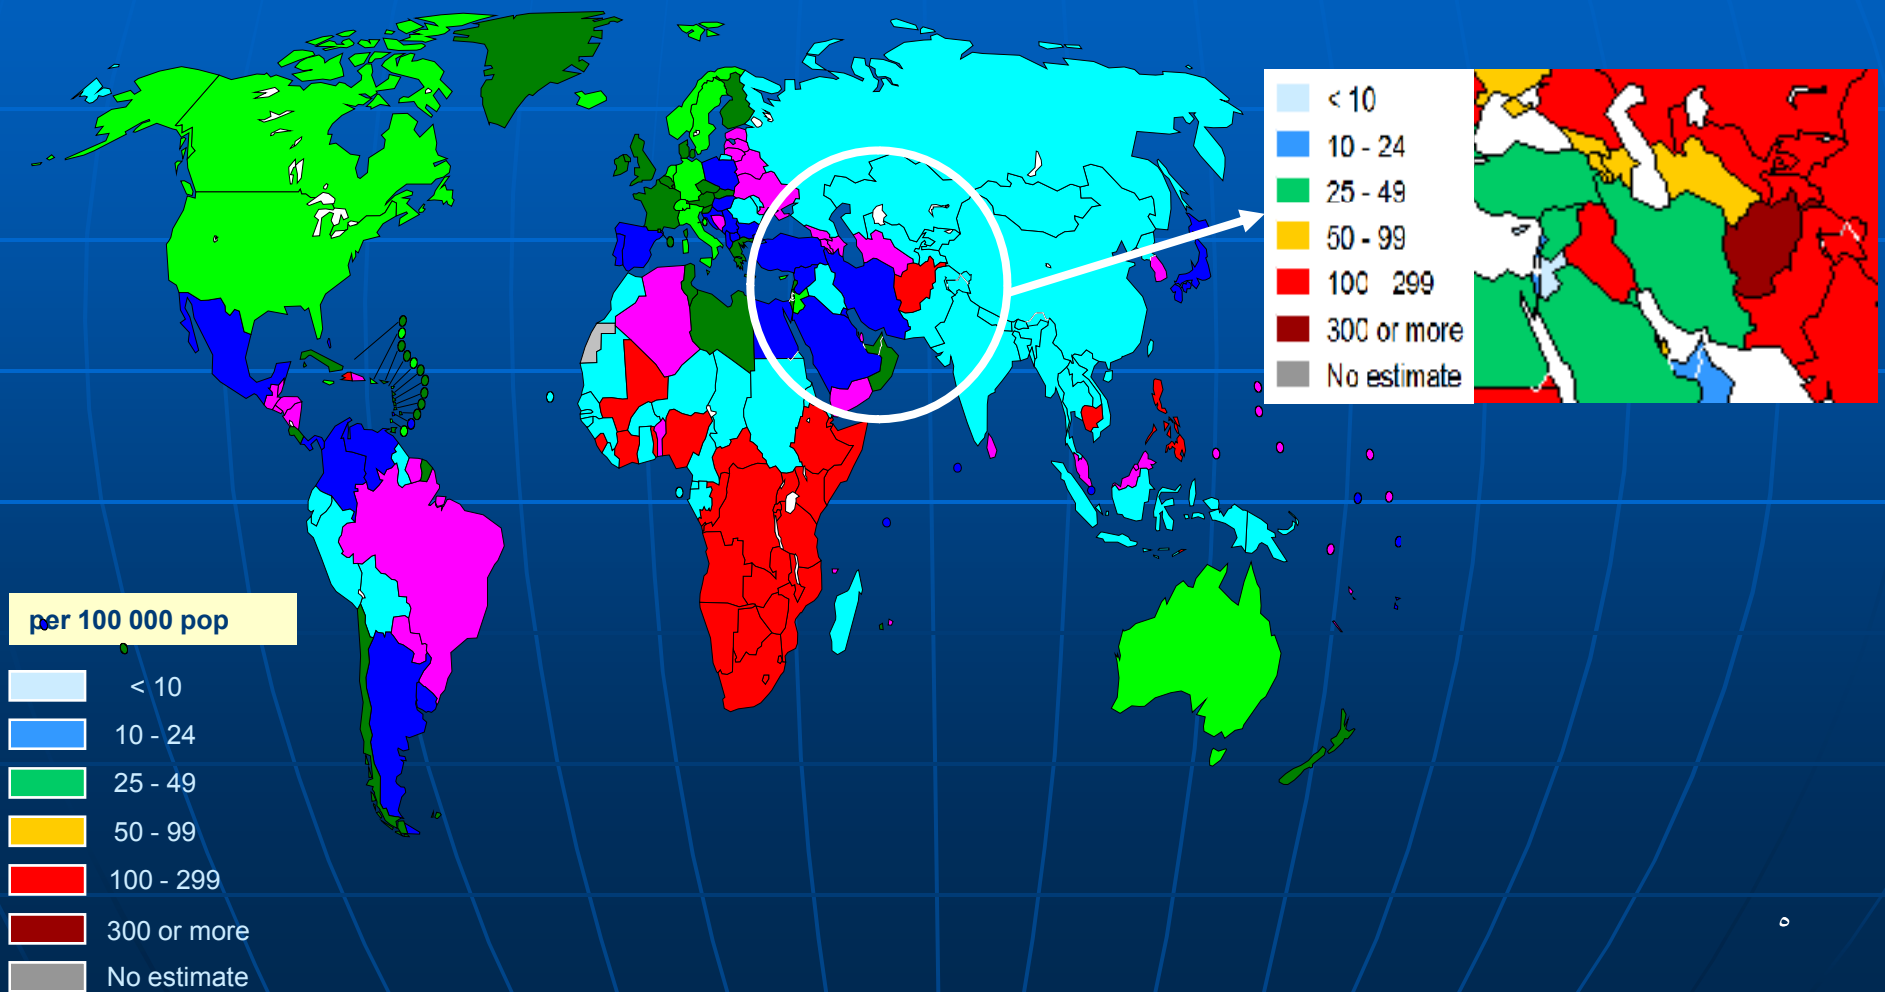 < 10
10 - 24
25 - 49
50 - 99
100 299
300 or more
No estimate
per 100 000 pop
< 10
10 - 24
25 - 49
50 - 99
100 - 299
300 or more
No estimate